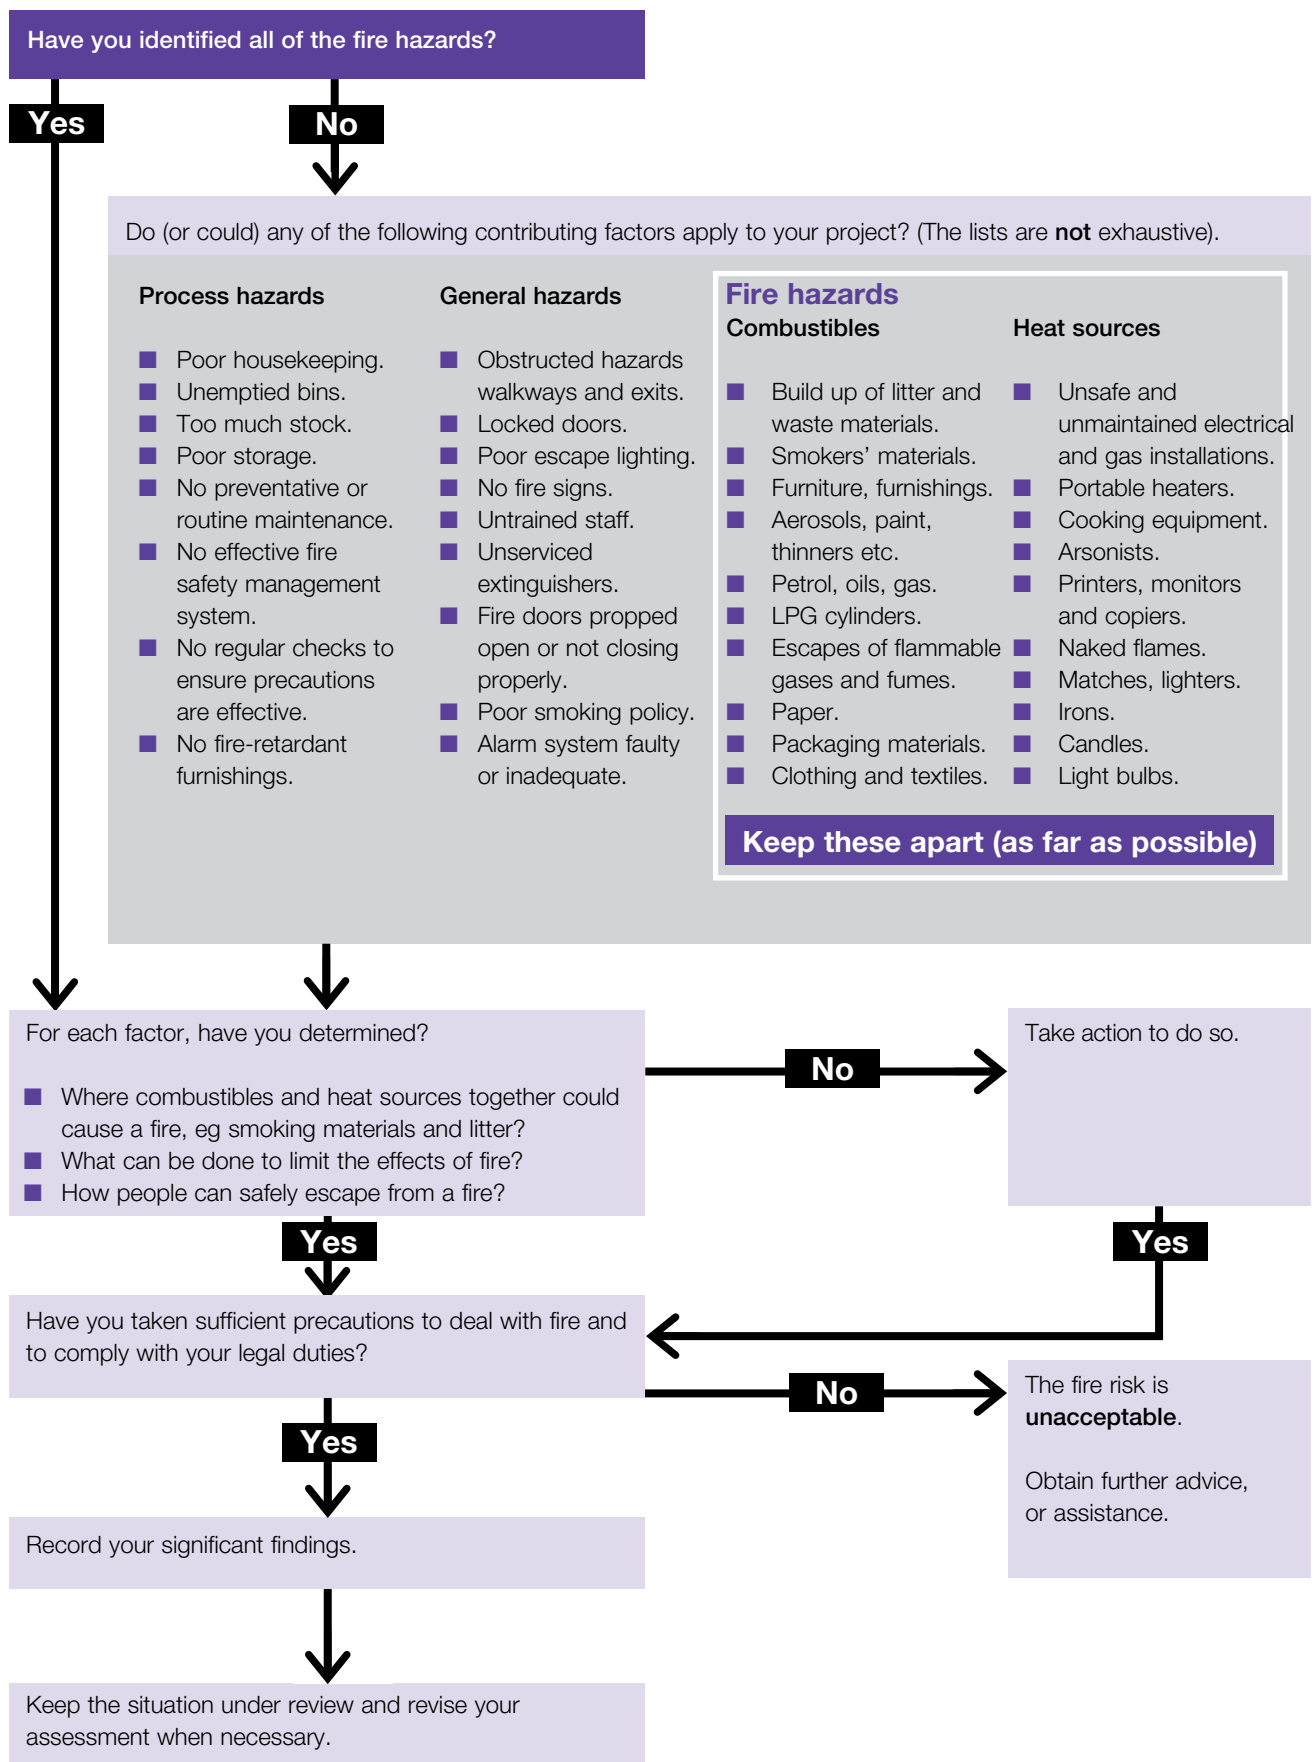 Have you identified all of the fire hazards?
Yes
No
Do (or could) any of the following contributing factors apply to your project? (The lists are not exhaustive).
Process hazards
Poor housekeeping.
Unemptied bins.
Too much stock.
Poor storage.
No preventative or
routine maintenance.
No effective fire
safety management
system.
No regular checks to
ensure precautions
are effective.
No fire-retardant
furnishings.
General hazards
Obstructed hazards
walkways and exits.
Locked doors.
Poor escape lighting.
No fire signs.
Untrained staff.
Unserviced
extinguishers.
Fire doors propped
open or not closing
properly.
Poor smoking policy.
Alarm system faulty
or inadequate.
Fire hazards
Combustibles
Build up of litter and
waste materials.
Smokers’ materials.
Furniture, furnishings.
Aerosols, paint,
thinners etc.
Petrol, oils, gas.
LPG cylinders.
Escapes of flammable
gases and fumes.
Paper.
Packaging materials.
Clothing and textiles.
Heat sources
Unsafe and
unmaintained electrical
and gas installations.
Portable heaters.
Cooking equipment.
Arsonists.
Printers, monitors
and copiers.
Naked flames.
Matches, lighters.
Irons.
Candles.
Light bulbs.
Keep these apart (as far as possible)
For each factor, have you determined?
Where combustibles and heat sources together could
cause a fire, eg smoking materials and litter?
What can be done to limit the effects of fire?
How people can safely escape from a fire?
No
Take action to do so.
Yes
Yes
Have you taken sufficient precautions to deal with fire and
to comply with your legal duties?
No
The fire risk is
unacceptable.
Obtain further advice,
or assistance.
Yes
Record your significant findings.
Keep the situation under review and revise your
assessment when necessary.